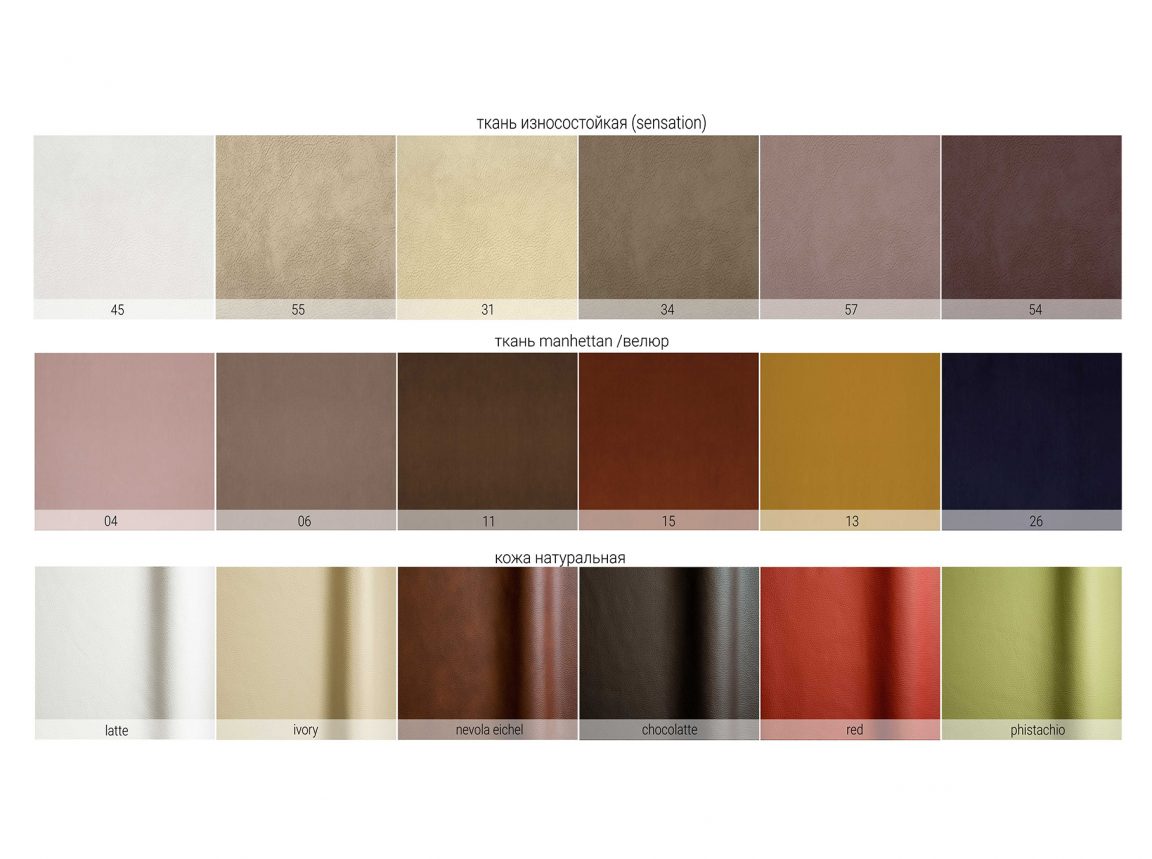 ткань износостойкая (sensation)
45 55 31 34 57 54
ткань manhettan /велюр
04 06 11 15 13 26
кожа натуральная
latte ivory nevola eichel chocolatte red phistachio